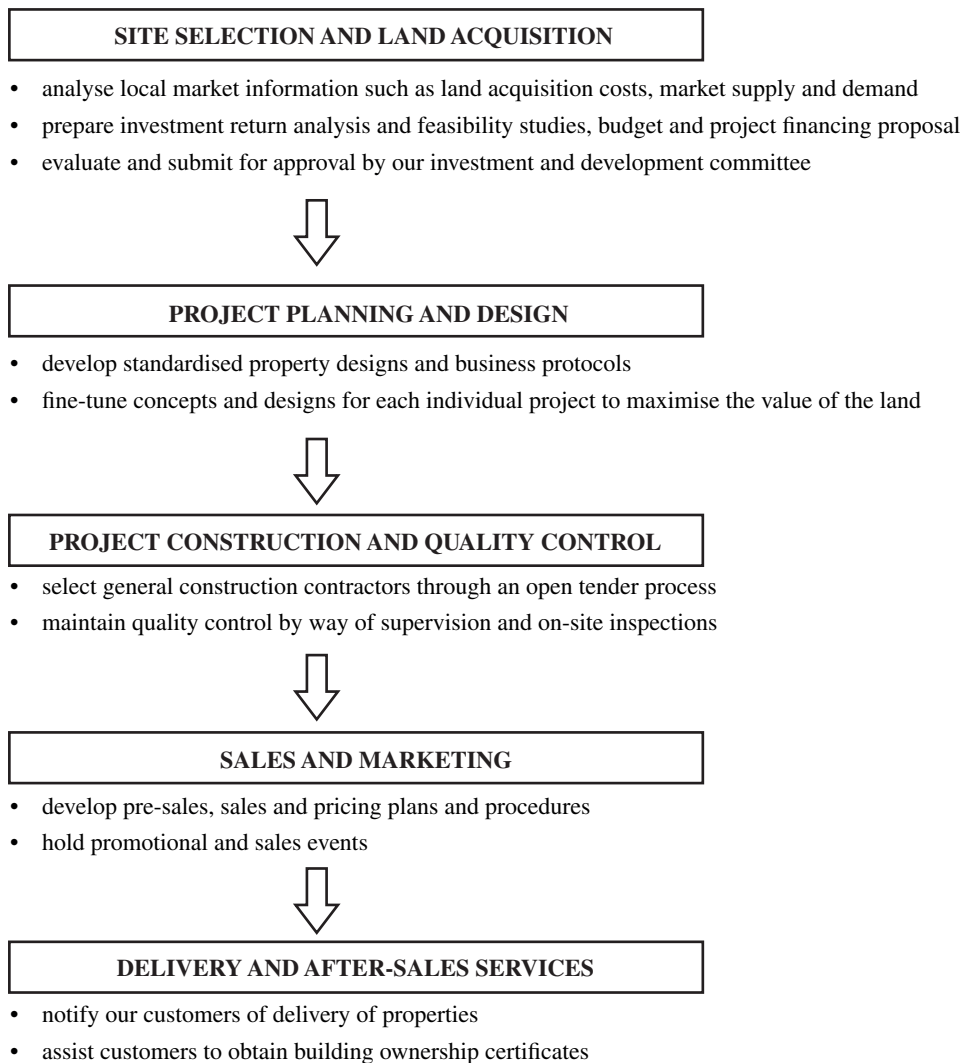 SITE SELECTION AND LAND ACQUISITION
• analyse local market information such as land acquisition costs, market supply and demand
• prepare investment return analysis and feasibility studies, budget and project financing proposal
• evaluate and submit for approval by our investment and development committee
PROJECT PLANNING AND DESIGN
• develop standardised property designs and business protocols
• fine-tune concepts and designs for each individual project to maximise the value of the land
PROJECT CONSTRUCTION AND QUALITY CONTROL
• select general construction contractors through an open tender process
• maintain quality control by way of supervision and on-site inspections
SALES AND MARKETING
• develop pre-sales, sales and pricing plans and procedures
• hold promotional and sales events
DELIVERY AND AFTER-SALES SERVICES
• notify our customers of delivery of properties
• assist customers to obtain building ownership certificates